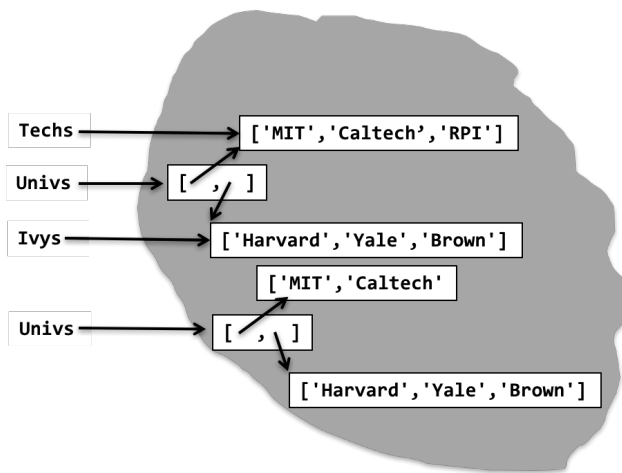 Techs ['MIT','Caltech’,'RPI']
Univs [ , ]
Ivys ['Harvard','Yale','Brown']
['MIT','Caltech'
Univs [ , ]
['Harvard','Yale','Brown']